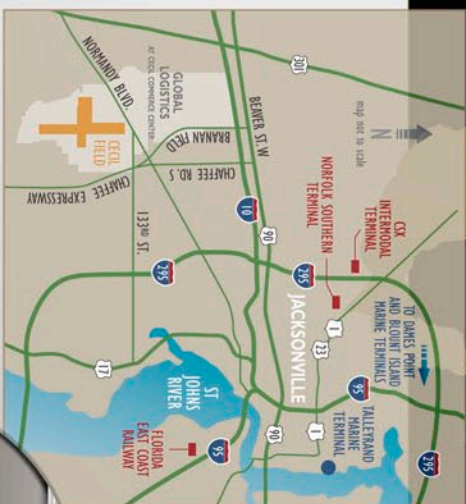 301
NORMANDY BLVD.
GLOBAL
LOGISTICS
AT CECIL COMMERCE CENTER
CECIL
FIELD
BRANAN FIELD
CHAFFEE RD. S
CHAFFEE EXPRESSWAY
BEAVER ST. W
map not to scale
N
NORFOLK SOUTHERN
TERMINAL
CSX
INTERMODAL
TERMINAL
10
90
133RD ST.
295
295
JACKSONVILLE
1
23
TO DAMES POINT
AND BLOUNT ISLAND
MARINE TERMINALS
95
295
TALLEYRAND
MARINE
TERMINAL
1
90
17
ST
JOHNS
RIVER
95
FLORIDA
EAST COAST
RAILWAY